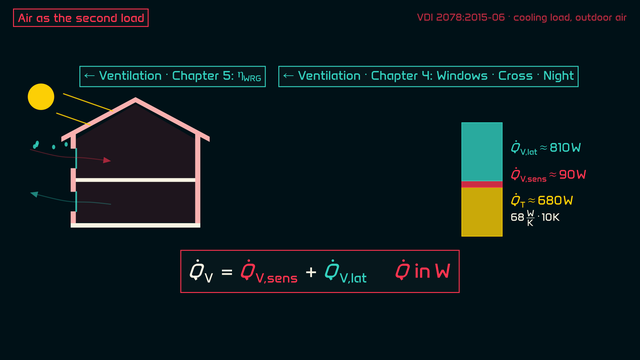 Air as the second load
VDI 2078:2015-06 · cooling load, outdoor air
← Ventilation · Chapter 5: η_WRG
← Ventilation · Chapter 4: Windows · Cross · Night
Q̇_V,lat ≈ 810 W
Q̇_V,sens ≈ 90 W
Q̇_T ≈ 680 W
68 W/K · 10K
Q̇_V = Q̇_V,sens + Q̇_V,lat Q̇ in W